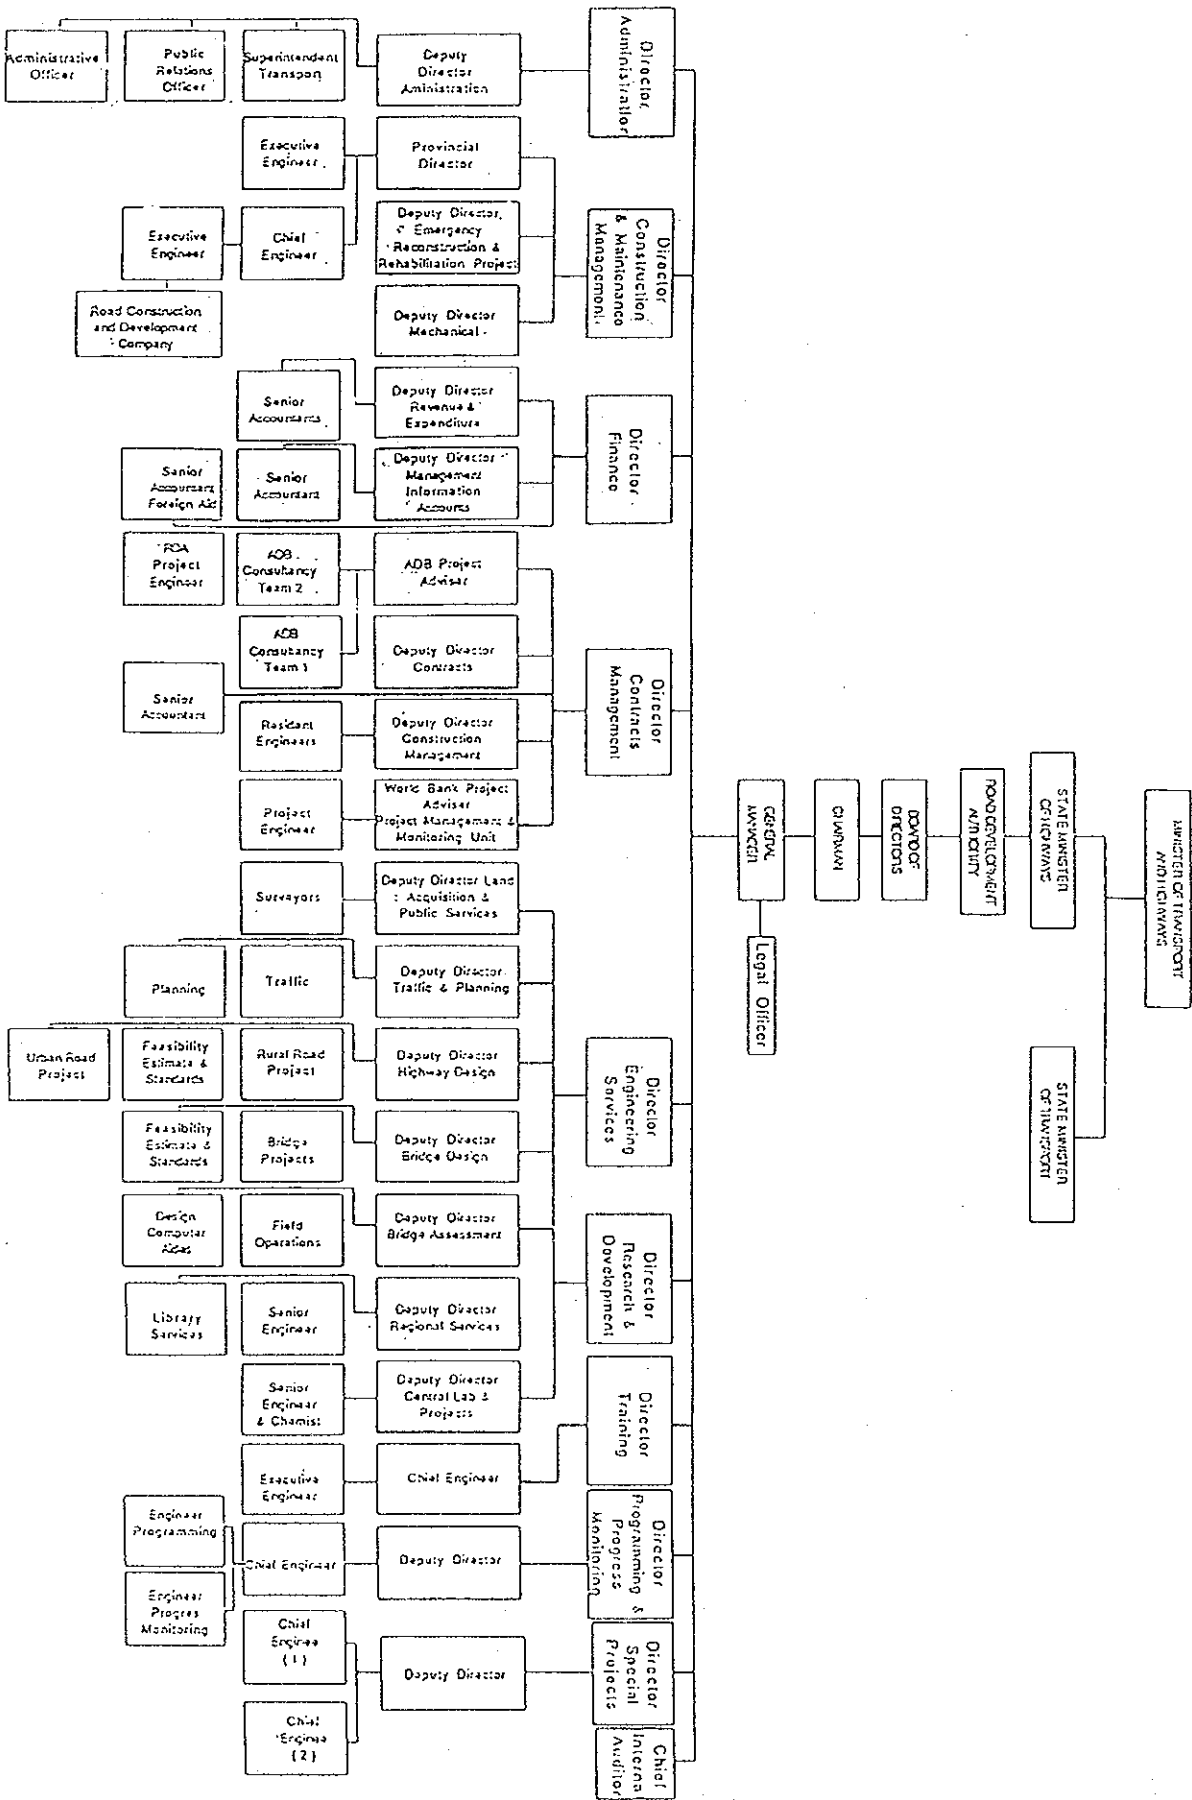 MINISTER OF TRANSPORT
AND HIGHWAYS
STATE MINISTER
OF HIGHWAYS
STATE MINISTER
OF TRANSPORT
ROAD DEVELOPMENT
AUTHORITY
BOARD OF
DIRECTORS
CHAIRMAN
GENERAL
MANAGER
Legal Officer
Director
Administration
Director
Construction
& Maintenance
Management
Director
Finance
Director
Contracts
Management
Director
Engineering
Services
Director
Research &
Development
Director
Training
Director
Programming &
Progress
Monitoring
Director
Special
Projects
Chief
Internal
Auditor
Deputy
Director
Aministration
Superintendent
Transport
Public
Relations
Officer
Administrative
Officer
Provincial
Director
Executive
Engineer
Deputy Director
Emergency
Reconstruction &
Rehabilitation Project
Chief
Engineer
Executive
Engineer
Deputy Director
Mechanical
Road Construction
and Development
Company
Deputy Director
Revenue &
Expenditure
Senior
Accountants
Deputy Director
Management
Information
Accounts
Senior
Accountant
Senior
Accountant
Foreign Aid
ADB Project
Adviser
ADB
Consultancy
Team 2
Project
Engineer
Deputy Director
Contracts
ADB
Consultancy
Team 1
Senior
Accountant
Deputy Director
Construction
Management
Resident
Engineers
World Bank Project
Adviser
Project Management &
Monitoring Unit
Project
Engineer
Deputy Director Land
Acquisition &
Public Services
Surveyors
Deputy Director
Traffic & Planning
Traffic
Planning
Deputy Director
Highway Design
Rural Road
Project
Feasibility
Estimate &
Standards
Urban Road
Project
Deputy Director
Bridge Design
Bridge
Projects
Feasibility
Estimate &
Standards
Deputy Director
Bridge Assessment
Field
Operations
Design
Computer
Aides
Deputy Director
Regional Services
Senior
Engineer
Library
Services
Deputy Director
Central Lab &
Projects
Senior
Engineer
& Chemist
Chief Engineer
Executive
Engineer
Deputy Director
Chief Engineer
Engineer
Programming
Engineer
Progres
Monitoring
Deputy Director
Chief
Enginee
(1)
Chief
Enginee
(2)